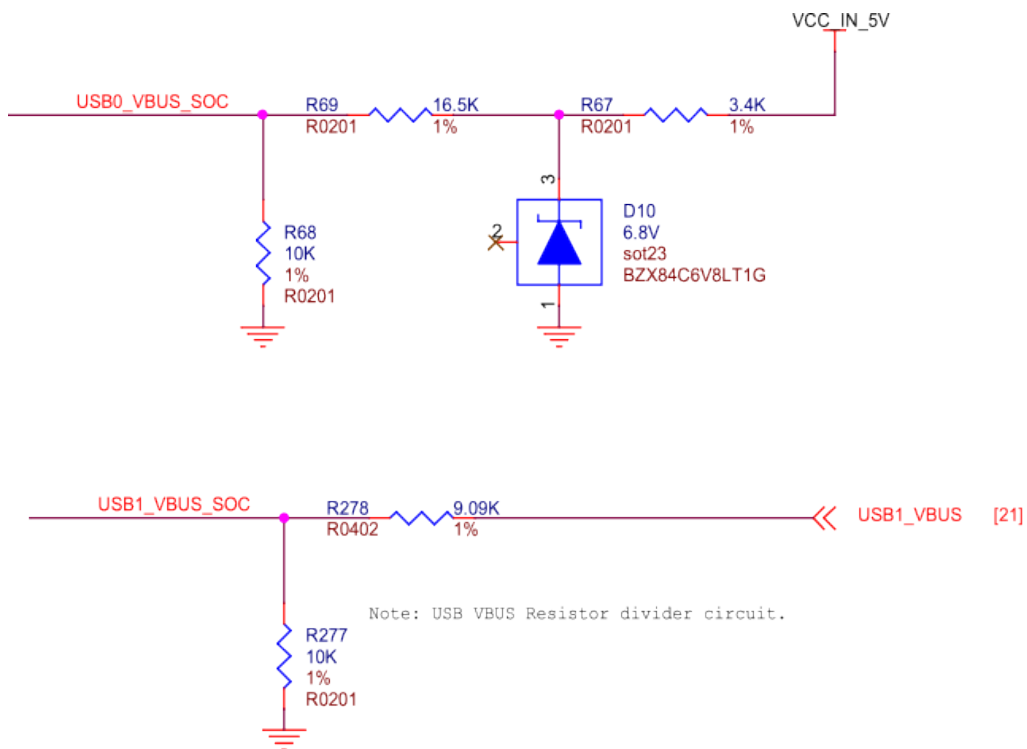 VCC_IN_5V
USB0_VBUS_SOC
R69
16.5K
R0201
1%
R67
3.4K
R0201
1%
3
2
1
D10
6.8V
sot23
BZX84C6V8LT1G
R68
10K
1%
R0201
USB1_VBUS_SOC
R278
9.09K
R0402
1%
USB1_VBUS [21]
Note: USB VBUS Resistor divider circuit.
R277
10K
1%
R0201